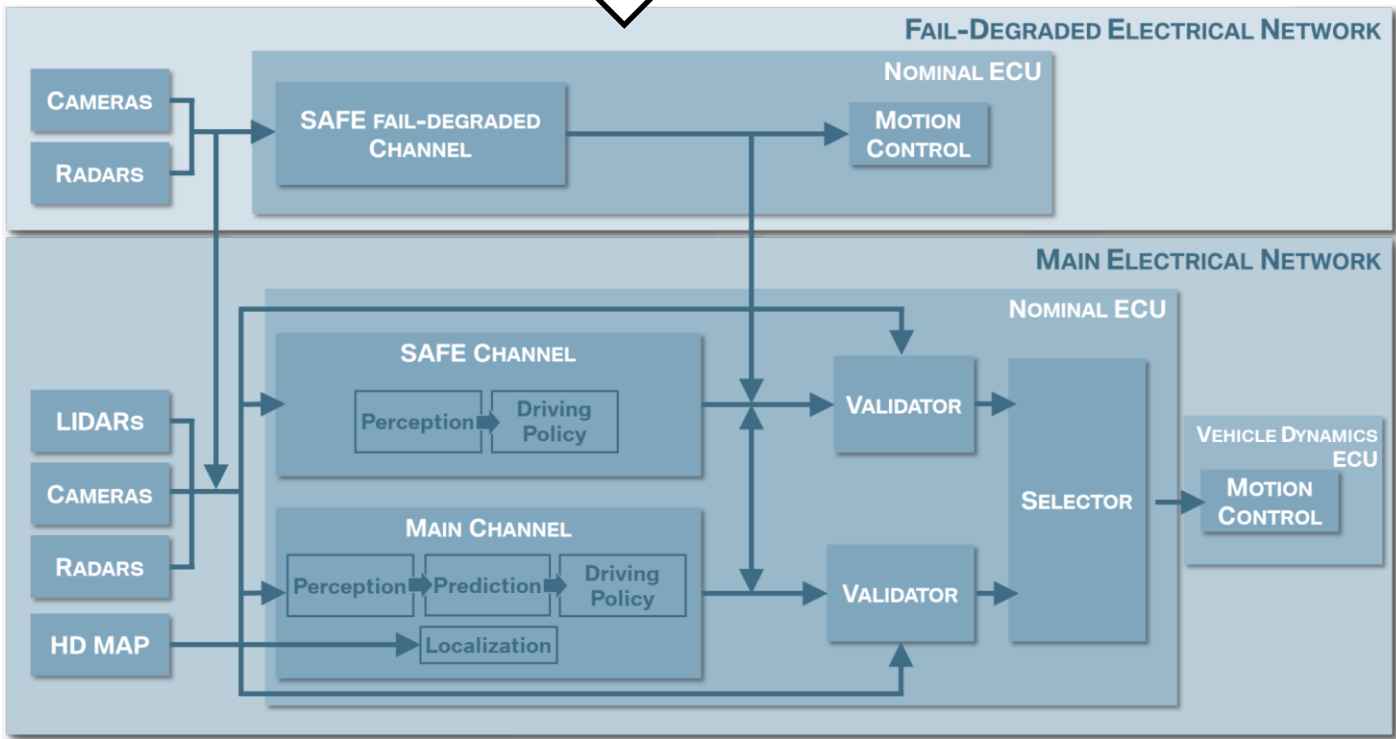 FAIL-DEGRADED ELECTRICAL NETWORK
NOMINAL ECU
CAMERAS
RADARS
SAFE FAIL-DEGRADED
CHANNEL
MOTION
CONTROL
MAIN ELECTRICAL NETWORK
NOMINAL ECU
SAFE CHANNEL
Perception
Driving
Policy
VALIDATOR
LIDARs
CAMERAS
RADARS
HD MAP
MAIN CHANNEL
Perception
Prediction
Driving
Policy
Localization
VALIDATOR
SELECTOR
VEHICLE DYNAMICS
ECU
MOTION
CONTROL